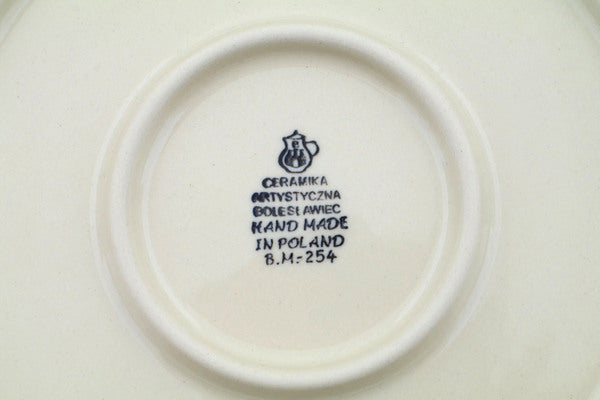 CERAMIKA
ARTYSTYCZNA
BOLESŁAWIEC
HAND MADE
IN POLAND
B.M.-254